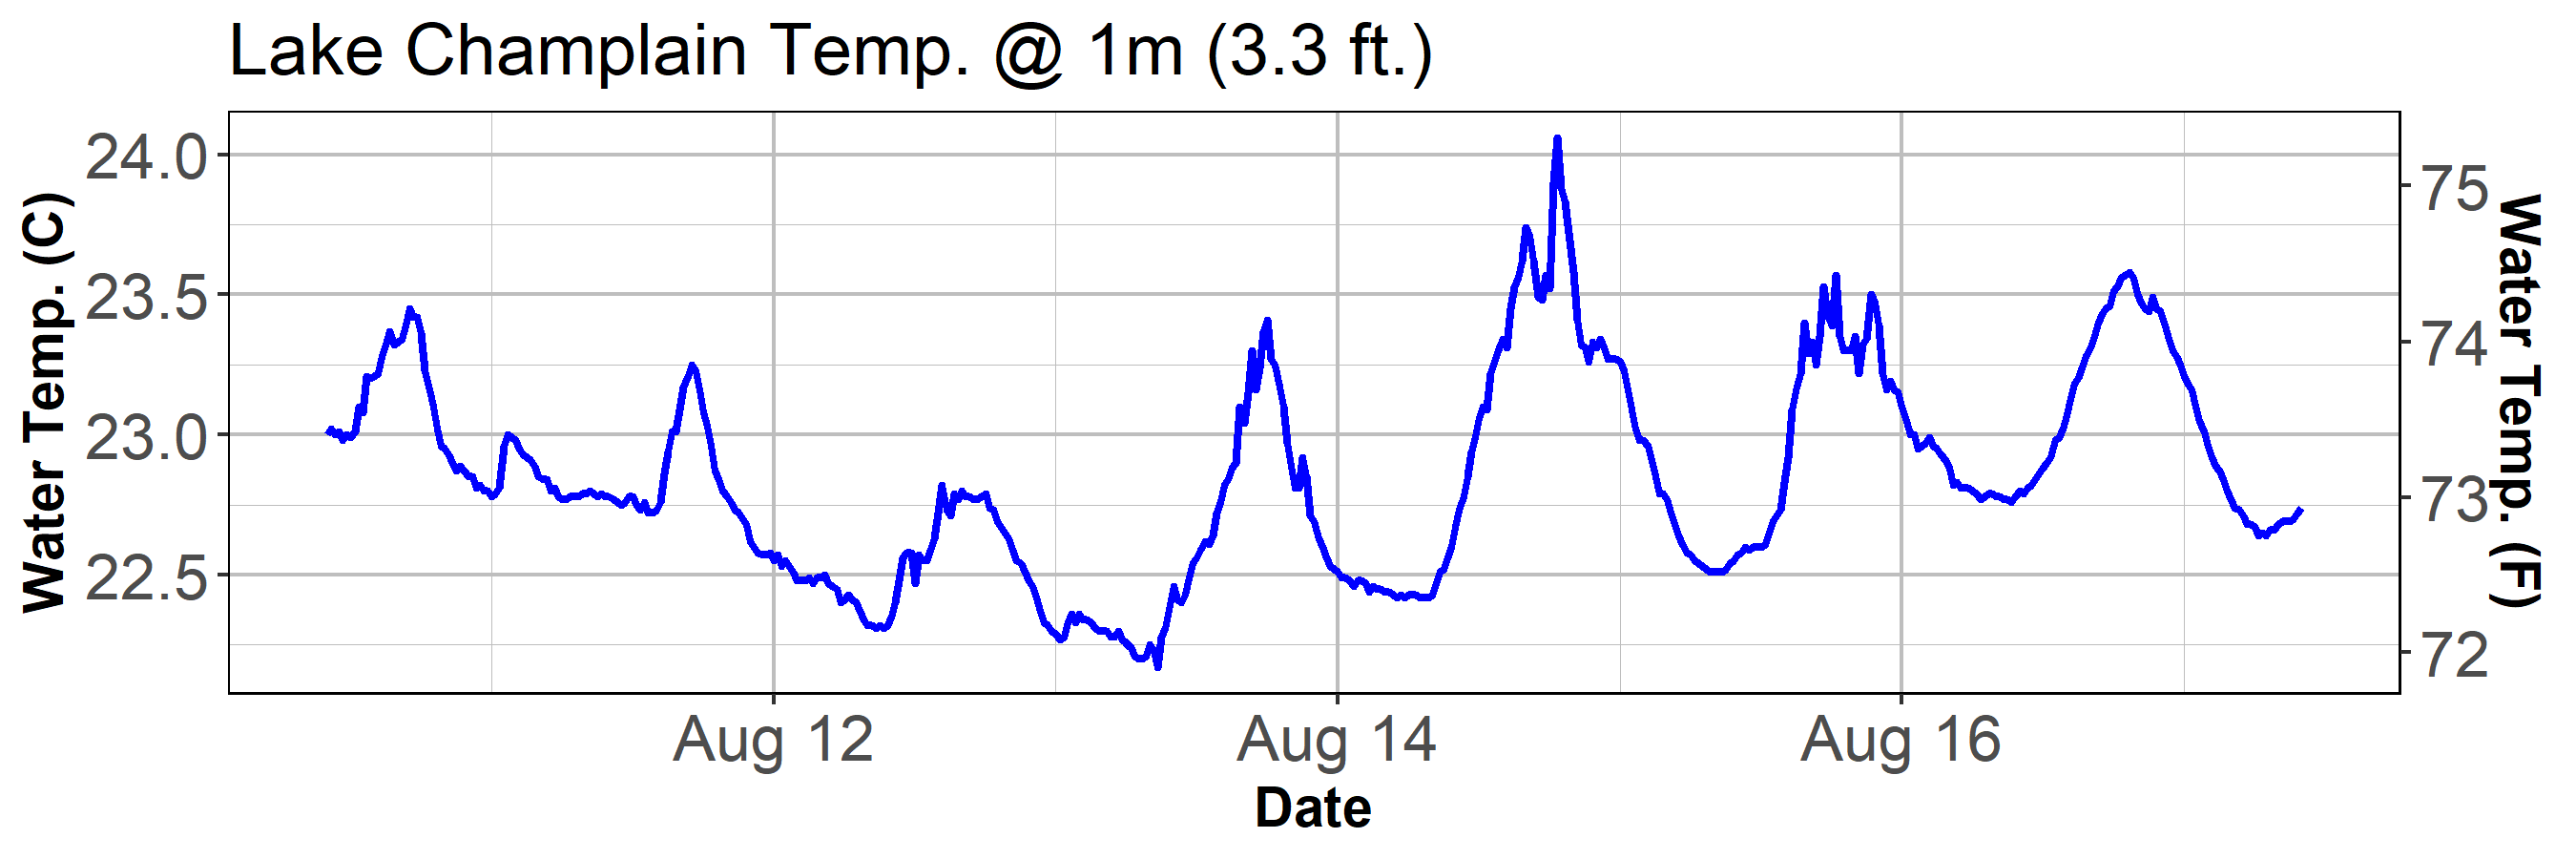 Lake Champlain Temp. @ 1m (3.3 ft.)
Water Temp. (C)
24.0
23.5
23.0
22.5
75
74
73
72
Water Temp. (F)
Aug 12
Aug 14
Aug 16
Date